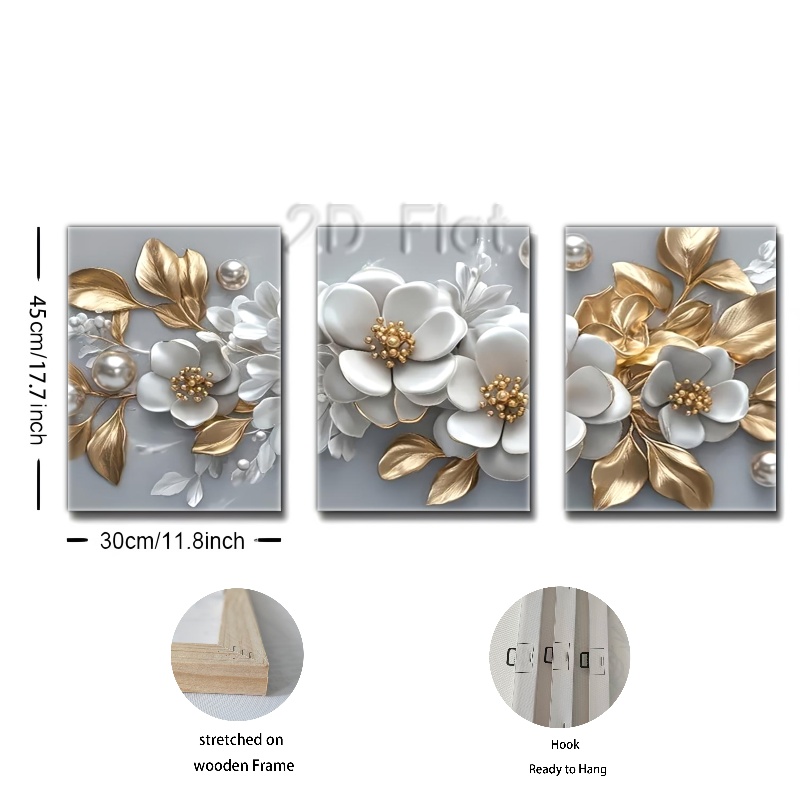 2D Flat
45cm/17.7inch
30cm/11.8inch
stretched on
wooden Frame
Hook
Ready to Hang